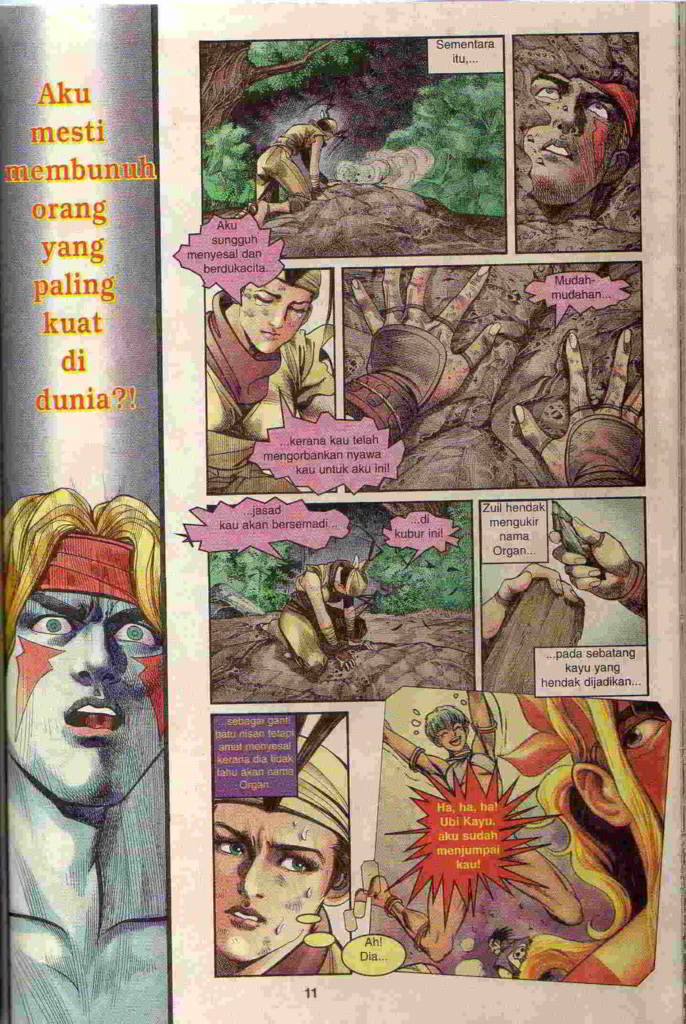 Aku
mesti
membunuh
orang
yang
paling
kuat
di
dunia?!
Sementara
itu,...
Aku
sungguh
menyesal dan
berdukacita.
...kerana kau telah
mengorbankan nyawa
kau untuk aku ini!
Mudah-
mudahan...
...jasad
kau akan bersemadi...
...di
kubur ini!
Zuil hendak
mengukir
nama
Organ...
...pada sebatang
kayu yang
hendak dijadikan...
...sebagai ganti
batu nisan tetapi
amat menyesal
kerana dia tidak
tahu akan nama
Organ.
Ha, ha, ha!
Ubi Kayu,
aku sudah
menjumpai
kau!
Ah!
Dia...
11